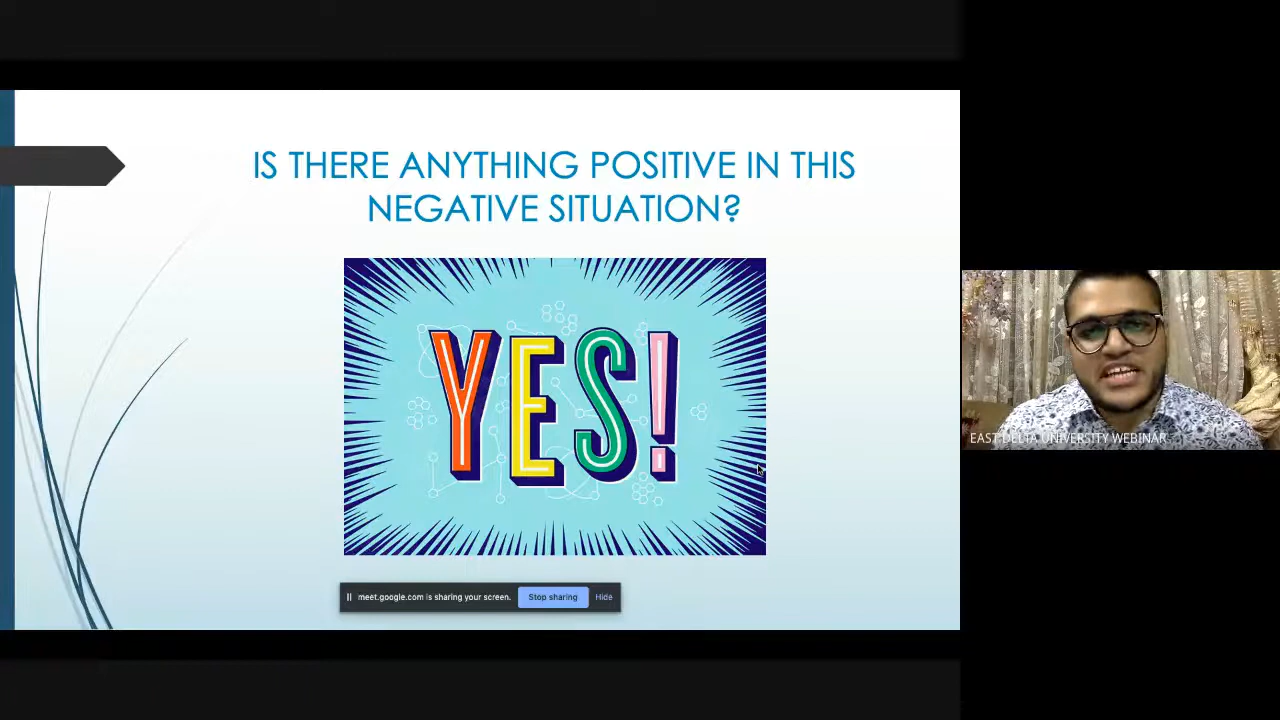 IS THERE ANYTHING POSITIVE IN THIS
NEGATIVE SITUATION?
YES!
meet.google.com is sharing your screen. Stop sharing Hide
EAST DELTA UNIVERSITY WEBINAR